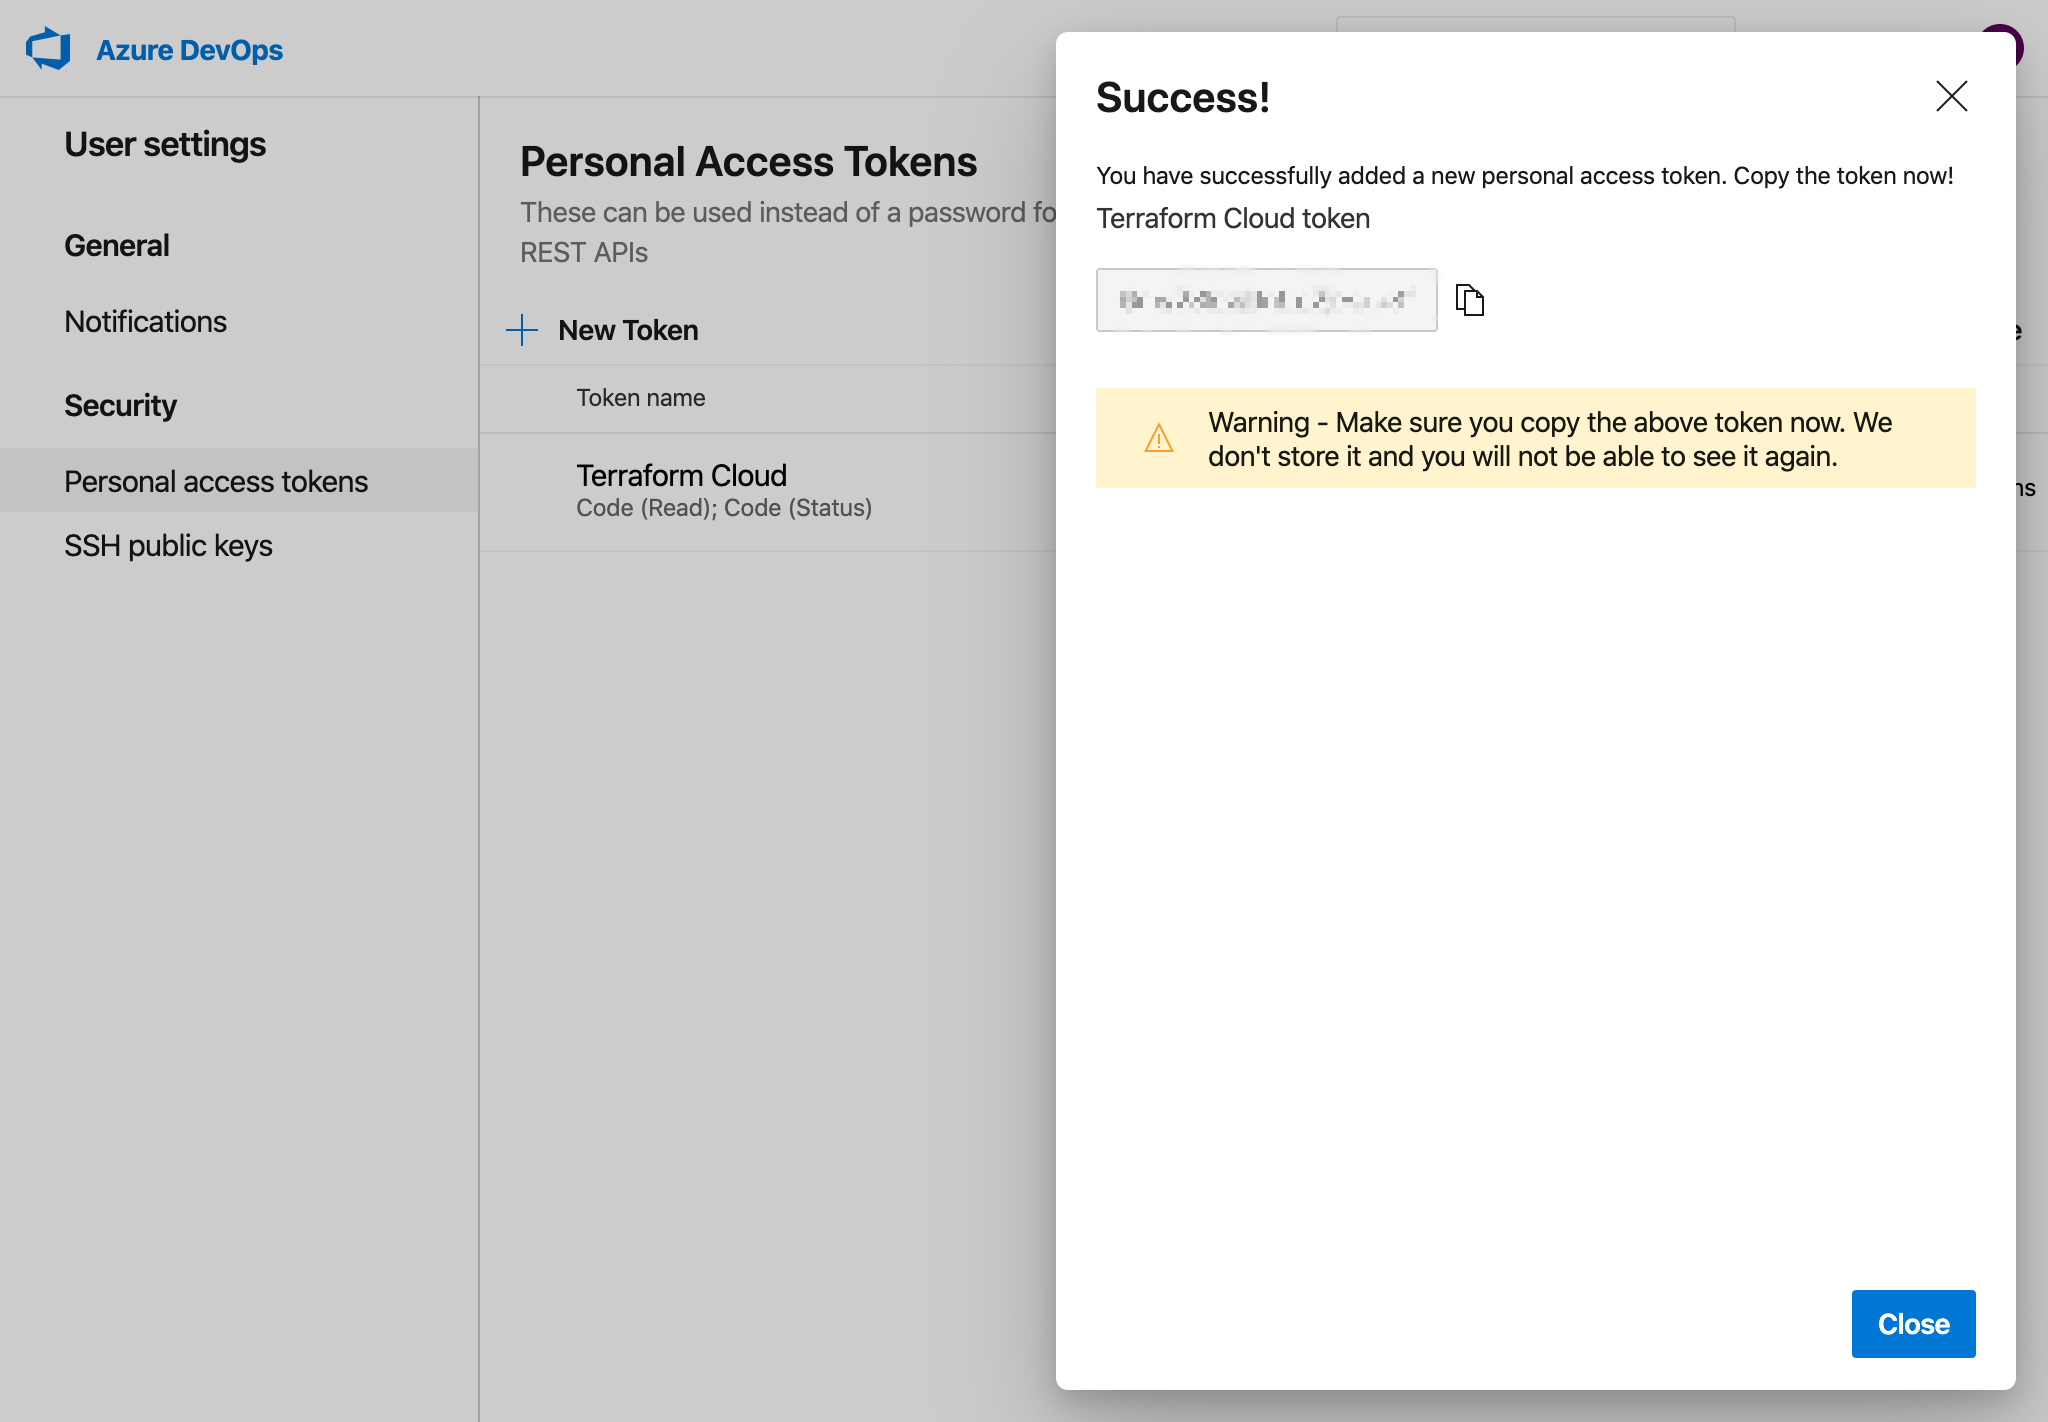 Azure DevOps
User settings
General
Notifications
Security
Personal access tokens
SSH public keys
Personal Access Tokens
These can be used instead of a password fo
REST APIs
New Token
Token name
Terraform Cloud
Code (Read); Code (Status)
Success!
You have successfully added a new personal access token. Copy the token now!
Terraform Cloud token
Warning - Make sure you copy the above token now. We
don't store it and you will not be able to see it again.
Close
e
ns